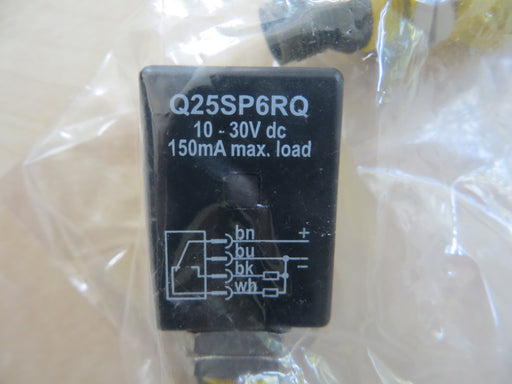 Q25SP6RQ
10 - 30V dc
150mA max. load
bn +
bu
bk −
wh